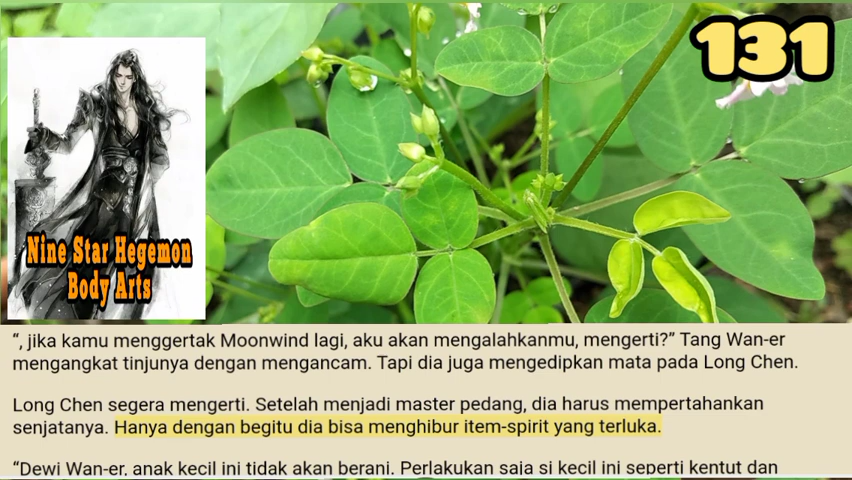 131
Nine Star Hegemon
Body Arts
“, jika kamu menggertak Moonwind lagi, aku akan mengalahkanmu, mengerti?” Tang Wan-er
mengangkat tinjunya dengan mengancam. Tapi dia juga mengedipkan mata pada Long Chen.
Long Chen segera mengerti. Setelah menjadi master pedang, dia harus mempertahankan
senjatanya. Hanya dengan begitu dia bisa menghibur item-spirit yang terluka.
“Dewi Wan-er, anak kecil ini tidak akan berani. Perlakukan saja si kecil ini seperti kentut dan